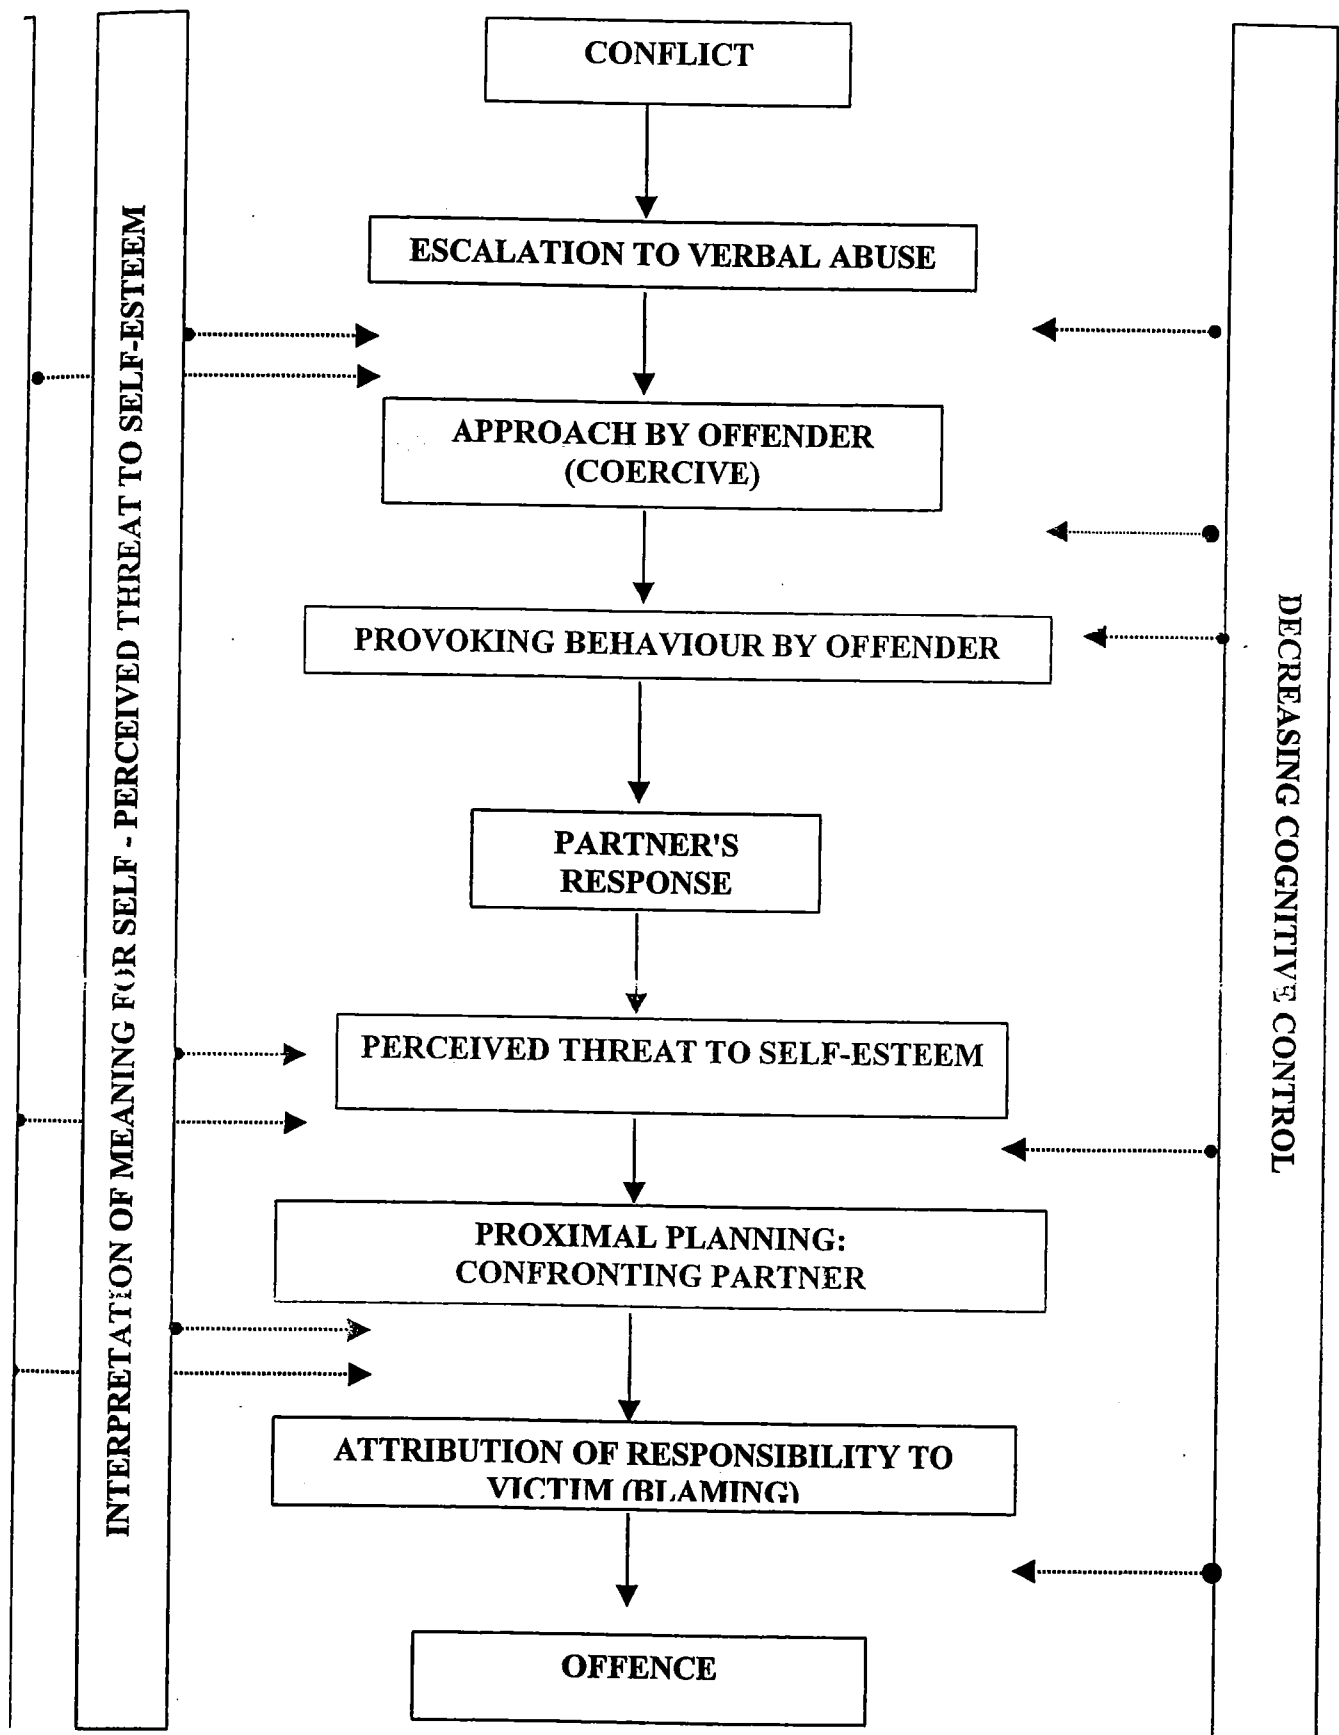 CONFLICT
ESCALATION TO VERBAL ABUSE
APPROACH BY OFFENDER
(COERCIVE)
PROVOKING BEHAVIOUR BY OFFENDER
PARTNER'S
RESPONSE
PERCEIVED THREAT TO SELF-ESTEEM
PROXIMAL PLANNING:
CONFRONTING PARTNER
ATTRIBUTION OF RESPONSIBILITY TO
VICTIM (BLAMING)
OFFENCE
INTERPRETATION OF MEANING FOR SELF - PERCEIVED THREAT TO SELF-ESTEEM
DECREASING COGNITIVE CONTROL